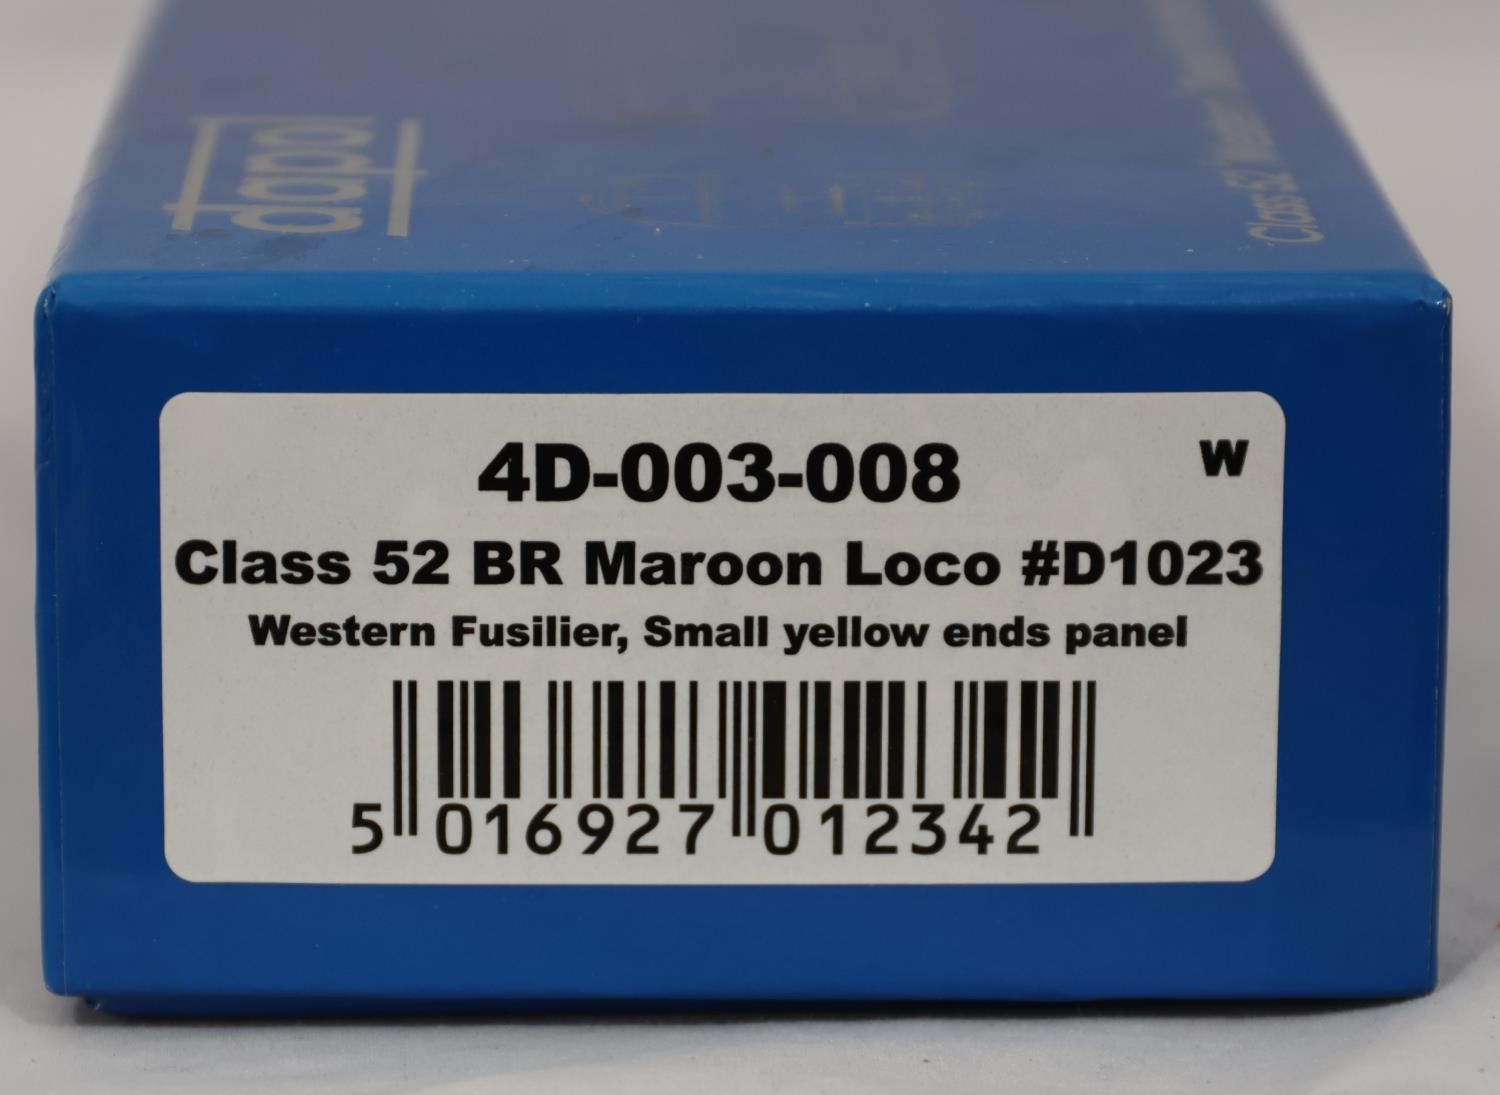 dapol
Class 52 'Western'
4D-003-008
W
Class 52 BR Maroon Loco #D1023
Western Fusilier, Small yellow ends panel
5 016927 012342